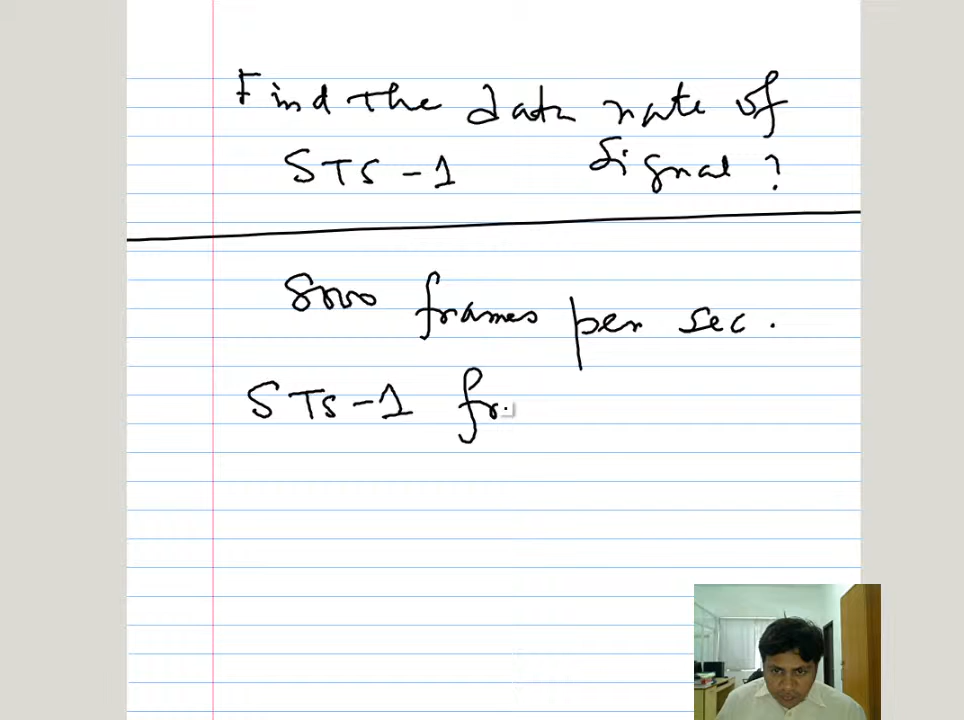 Find the data rate of
STS-1 signal?
8000 frames per sec.
STS-1 fr